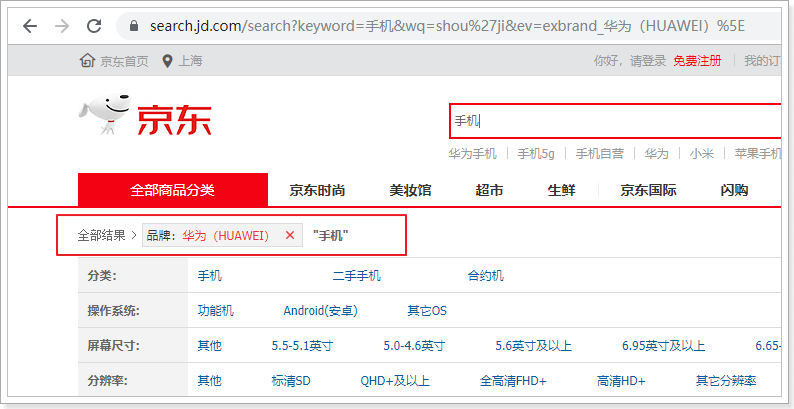 search.jd.com/search?keyword=手机&wq=shou%27ji&ev=exbrand_华为（HUAWEI）%5E
京东首页 上海 你好，请登录 免费注册 我的订
京东
手机
华为手机 手机5g 手机自营 华为 小米 苹果手机
全部商品分类 京东时尚 美妆馆 超市 生鲜 京东国际 闪购
全部结果 > 品牌：华为（HUAWEI） × "手机"
分类： 手机 二手手机 合约机
操作系统： 功能机 Android(安卓) 其它OS
屏幕尺寸： 其他 5.5-5.1英寸 5.0-4.6英寸 5.6英寸及以上 6.95英寸及以上 6.65-
分辨率： 其他 标清SD QHD+及以上 全高清FHD+ 高清HD+ 其它分辨率